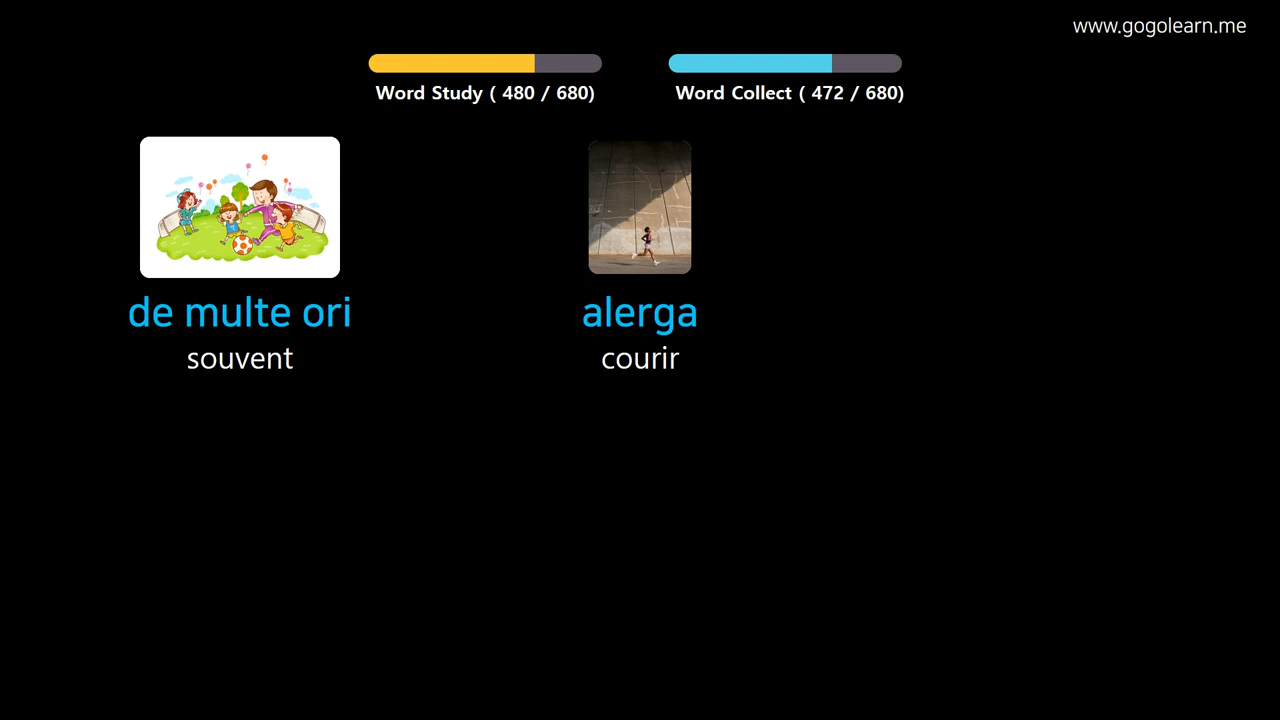 www.gogolearn.me
Word Study ( 480 / 680)
Word Collect ( 472 / 680)
de multe ori
souvent
alerga
courir